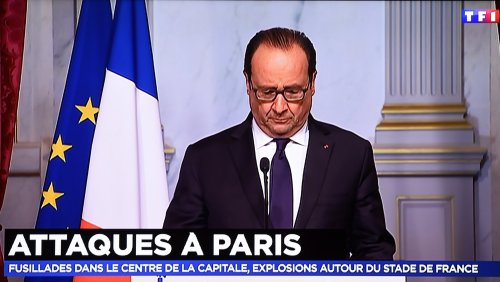 TF1
ATTAQUES À PARIS
FUSILLADES DANS LE CENTRE DE LA CAPITALE, EXPLOSIONS AUTOUR DU STADE DE FRANCE